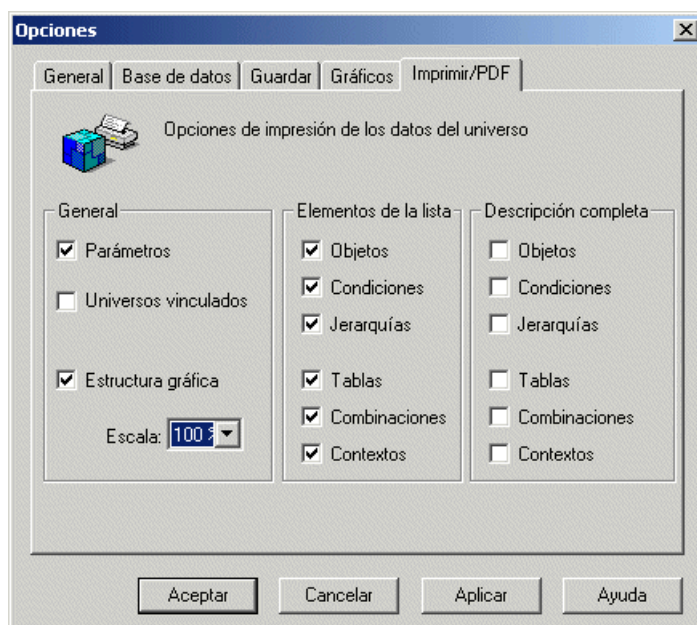 Opciones
General
Base de datos
Guardar
Gráficos
Imprimir/PDF
Opciones de impresión de los datos del universo
General
Parámetros
Universos vinculados
Estructura gráfica
Escala: 100 %
Elementos de la lista
Objetos
Condiciones
Jerarquías
Tablas
Combinaciones
Contextos
Descripción completa
Objetos
Condiciones
Jerarquías
Tablas
Combinaciones
Contextos
Aceptar
Cancelar
Aplicar
Ayuda